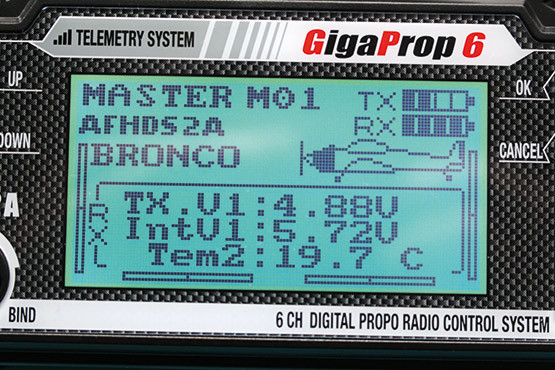 TELEMETRY SYSTEM
GigaProp 6
UP
OK
DOWN
CANCEL
MASTER M01
TX
AFHDS2A
RX
BRONCO
RXL
TX.V1:4.88V
IntV1:5.72V
Tem2:19.7 C
BIND
6 CH DIGITAL PROPO RADIO CONTROL SYSTEM